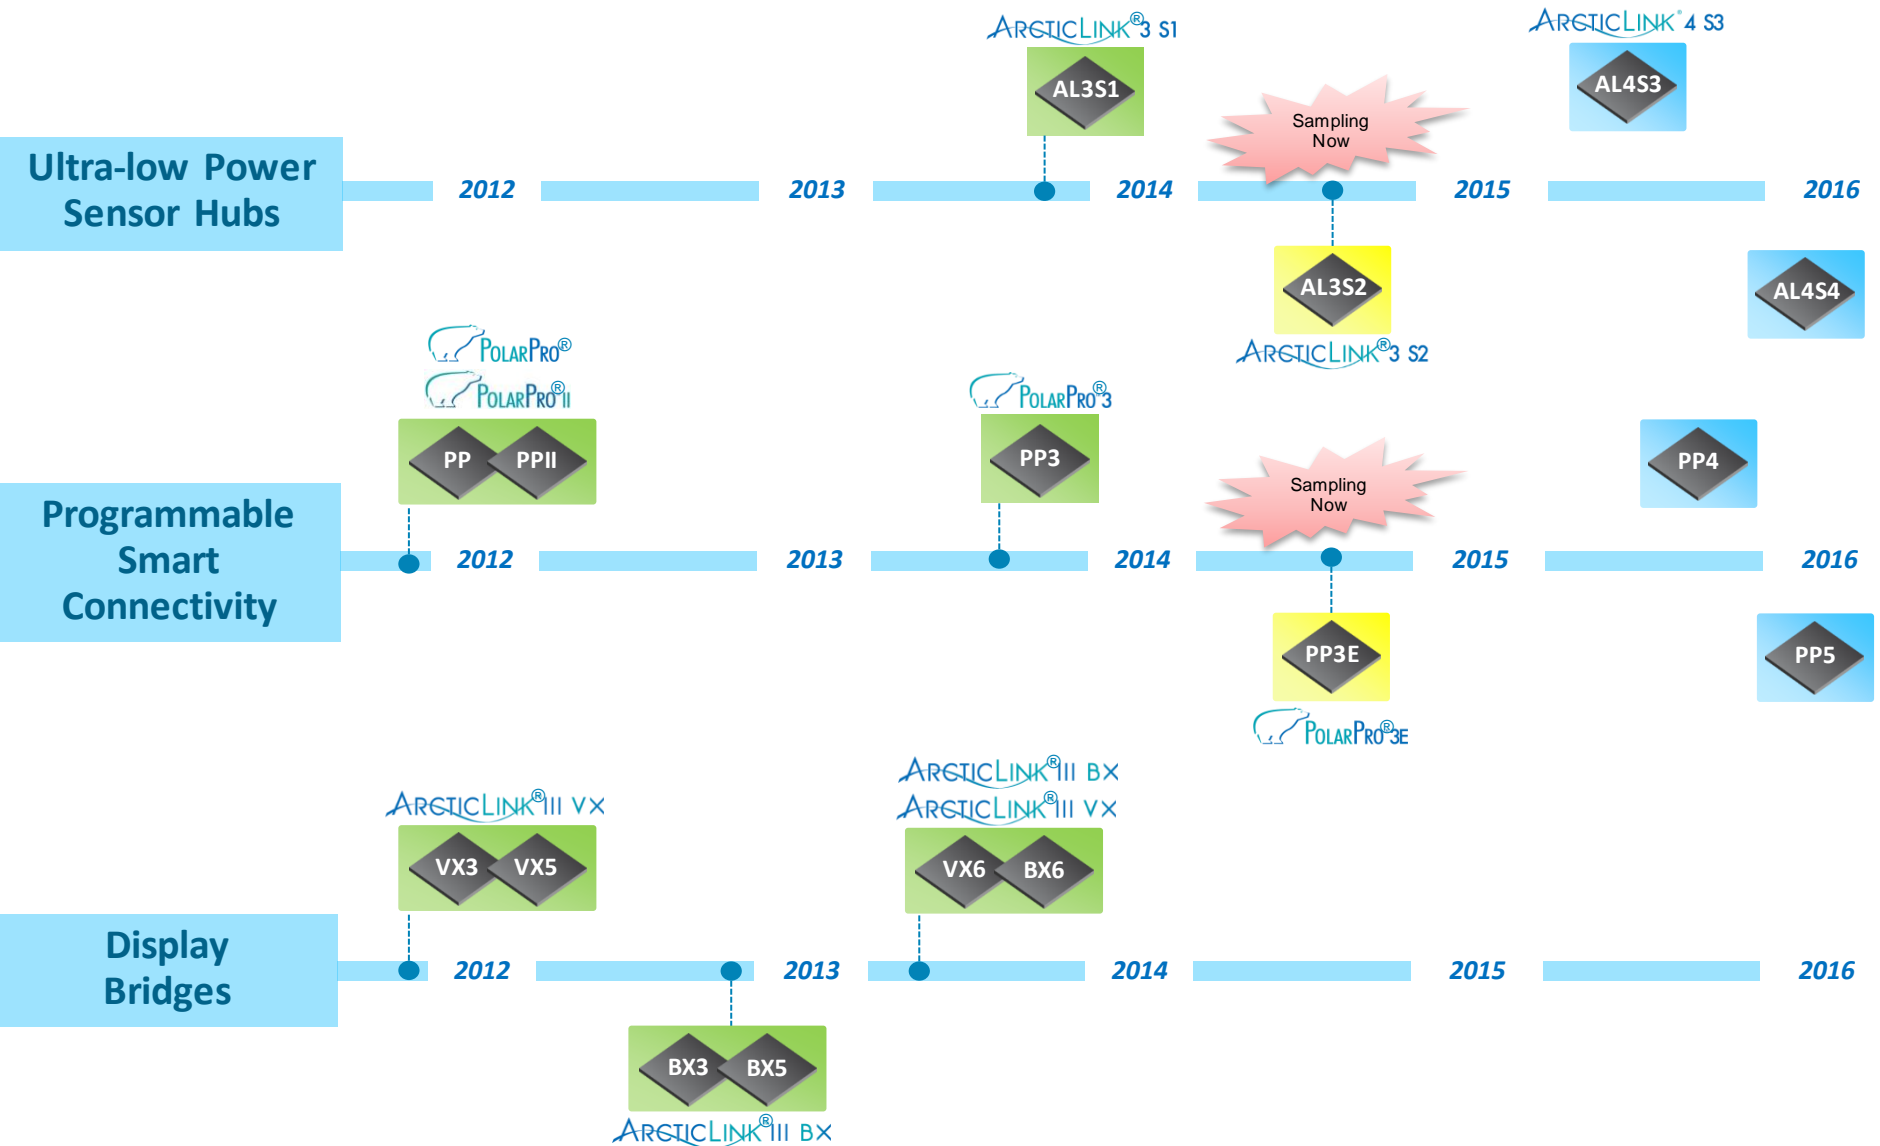 ARCTICLINK®3 S1
ARCTICLINK® 4 S3
AL3S1
AL4S3
Sampling
Now
Ultra-low Power
Sensor Hubs
2012
2013
2014
2015
2016
AL3S2
AL4S4
ARCTICLINK®3 S2
POLARPRO®
POLARPRO®II
POLARPRO®3
PP
PPII
PP3
PP4
Sampling
Now
Programmable
Smart
Connectivity
2012
2013
2014
2015
2016
PP3E
PP5
POLARPRO®3E
ARCTICLINK®III BX
ARCTICLINK®III VX
ARCTICLINK®III VX
VX3
VX5
VX6
BX6
Display
Bridges
2012
2013
2014
2015
2016
BX3
BX5
ARCTICLINK®III BX